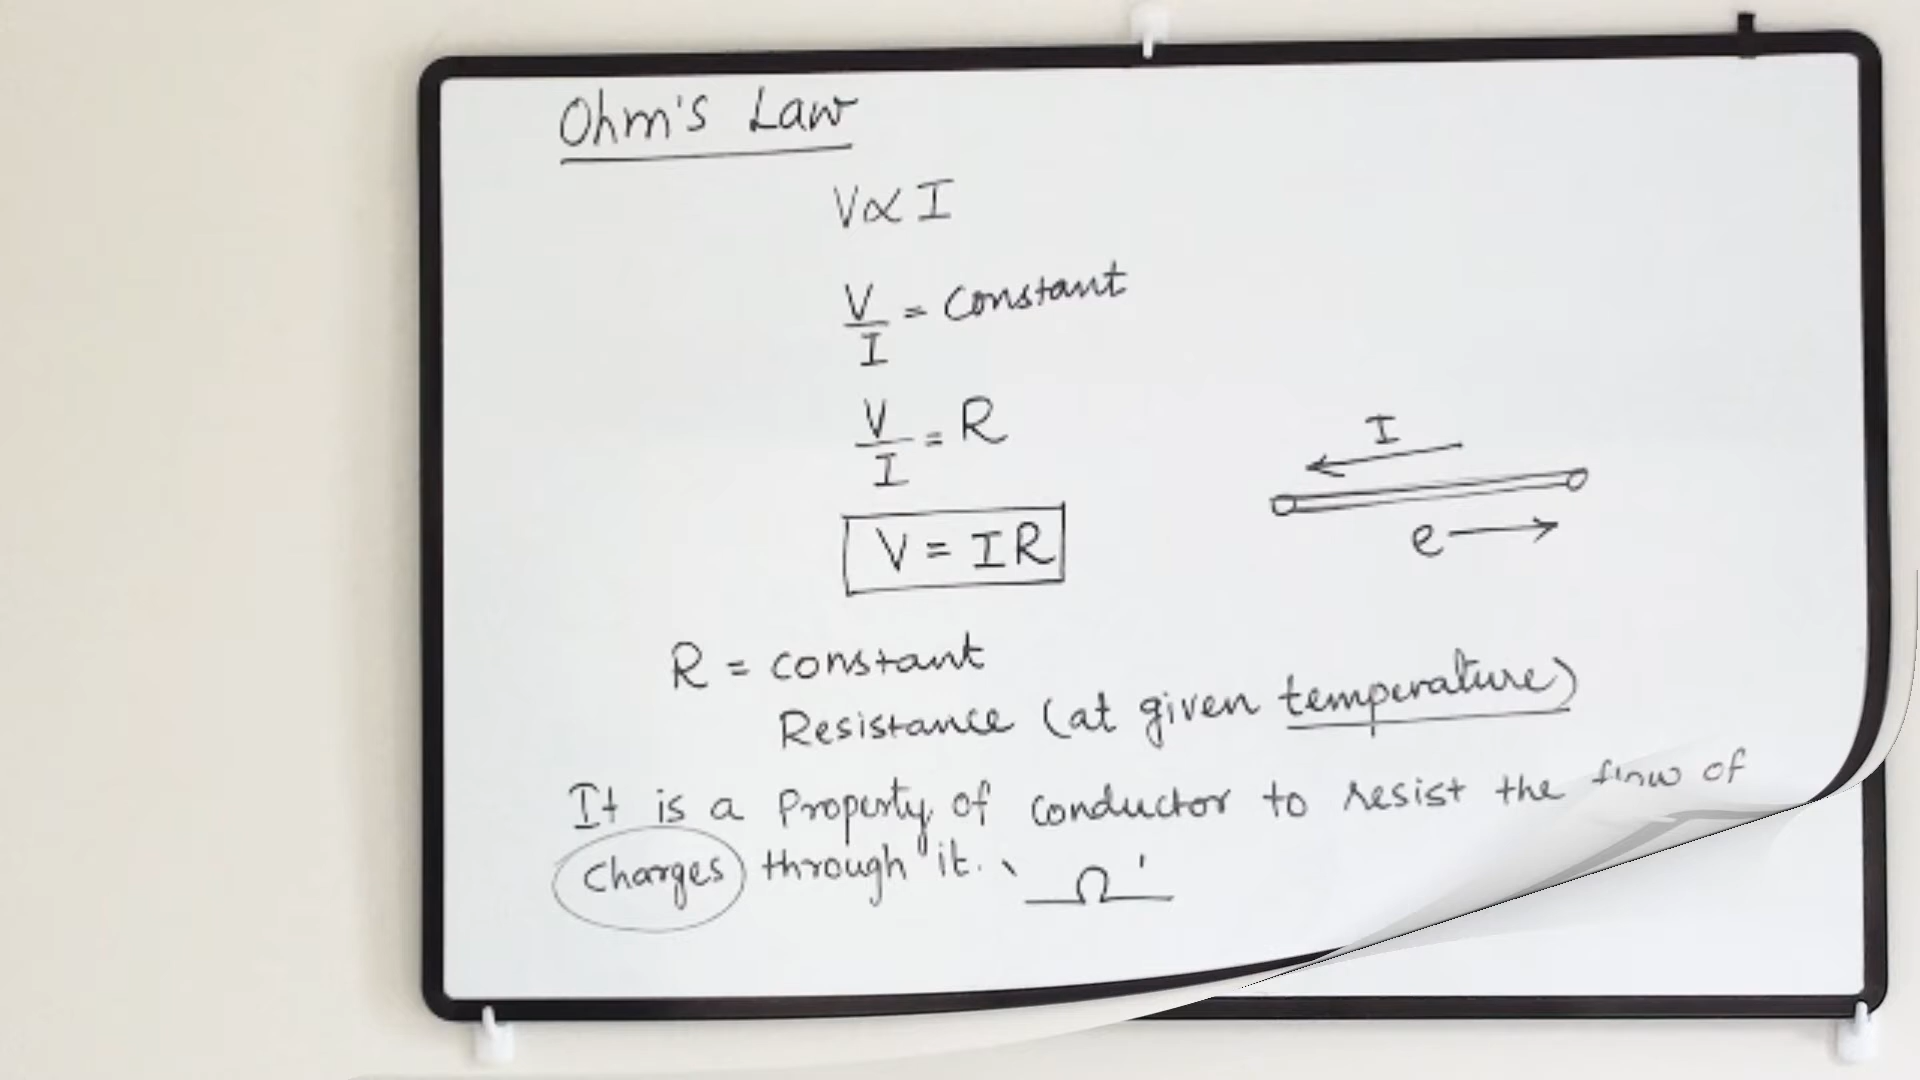 Ohm's Law
V ∝ I
V/I = Constant
V/I = R
V = IR
I
e
R = constant
Resistance (at given temperature)
It is a Property of conductor to resist the flow of
Charges through it. Ω